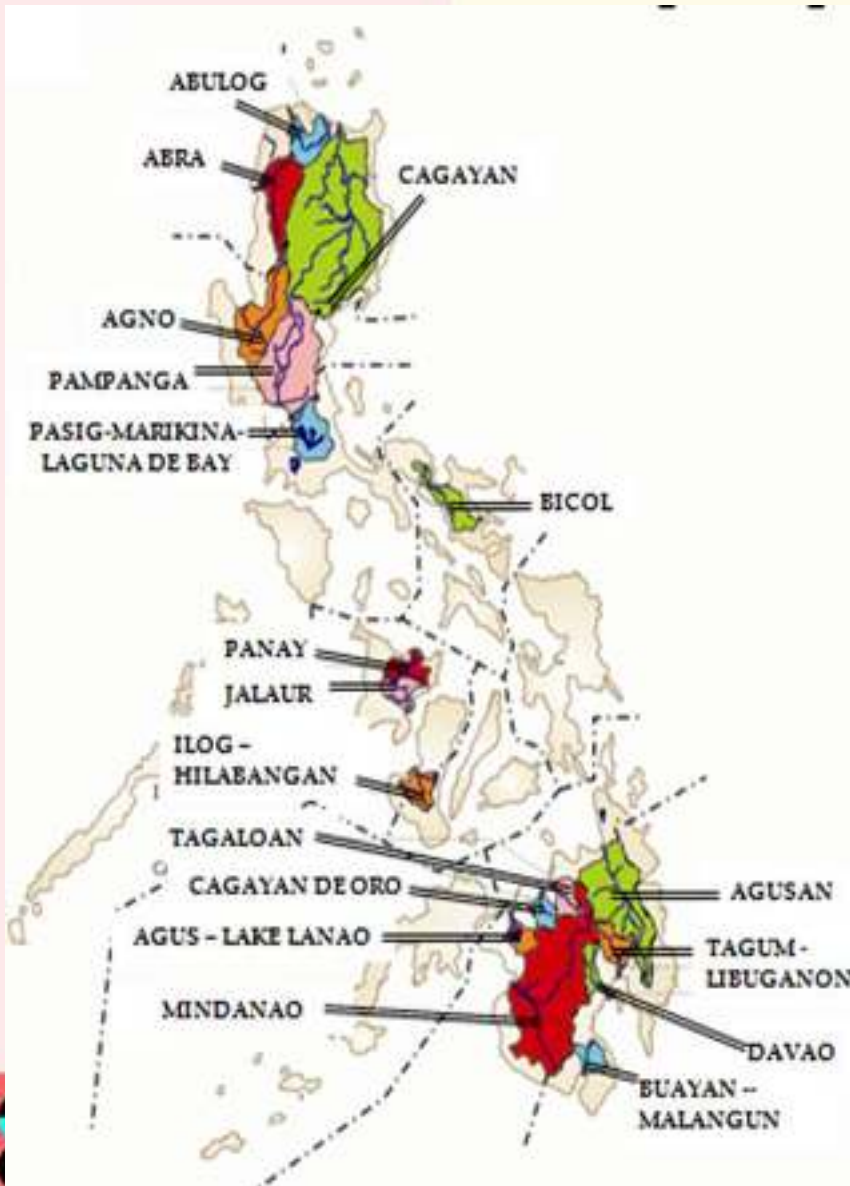 ABULOG
ABRA
CAGAYAN
AGNO
PAMPANGA
PASIG-MARIKINA-
LAGUNA DE BAY
BICOL
PANAY
JALAUR
ILOG –
HILABANGAN
TAGALOAN
CAGAYAN DE ORO
AGUSAN
AGUS – LAKE LANAO
TAGUM -
LIBUGANON
MINDANAO
DAVAO
BUAYAN –
MALANGUN